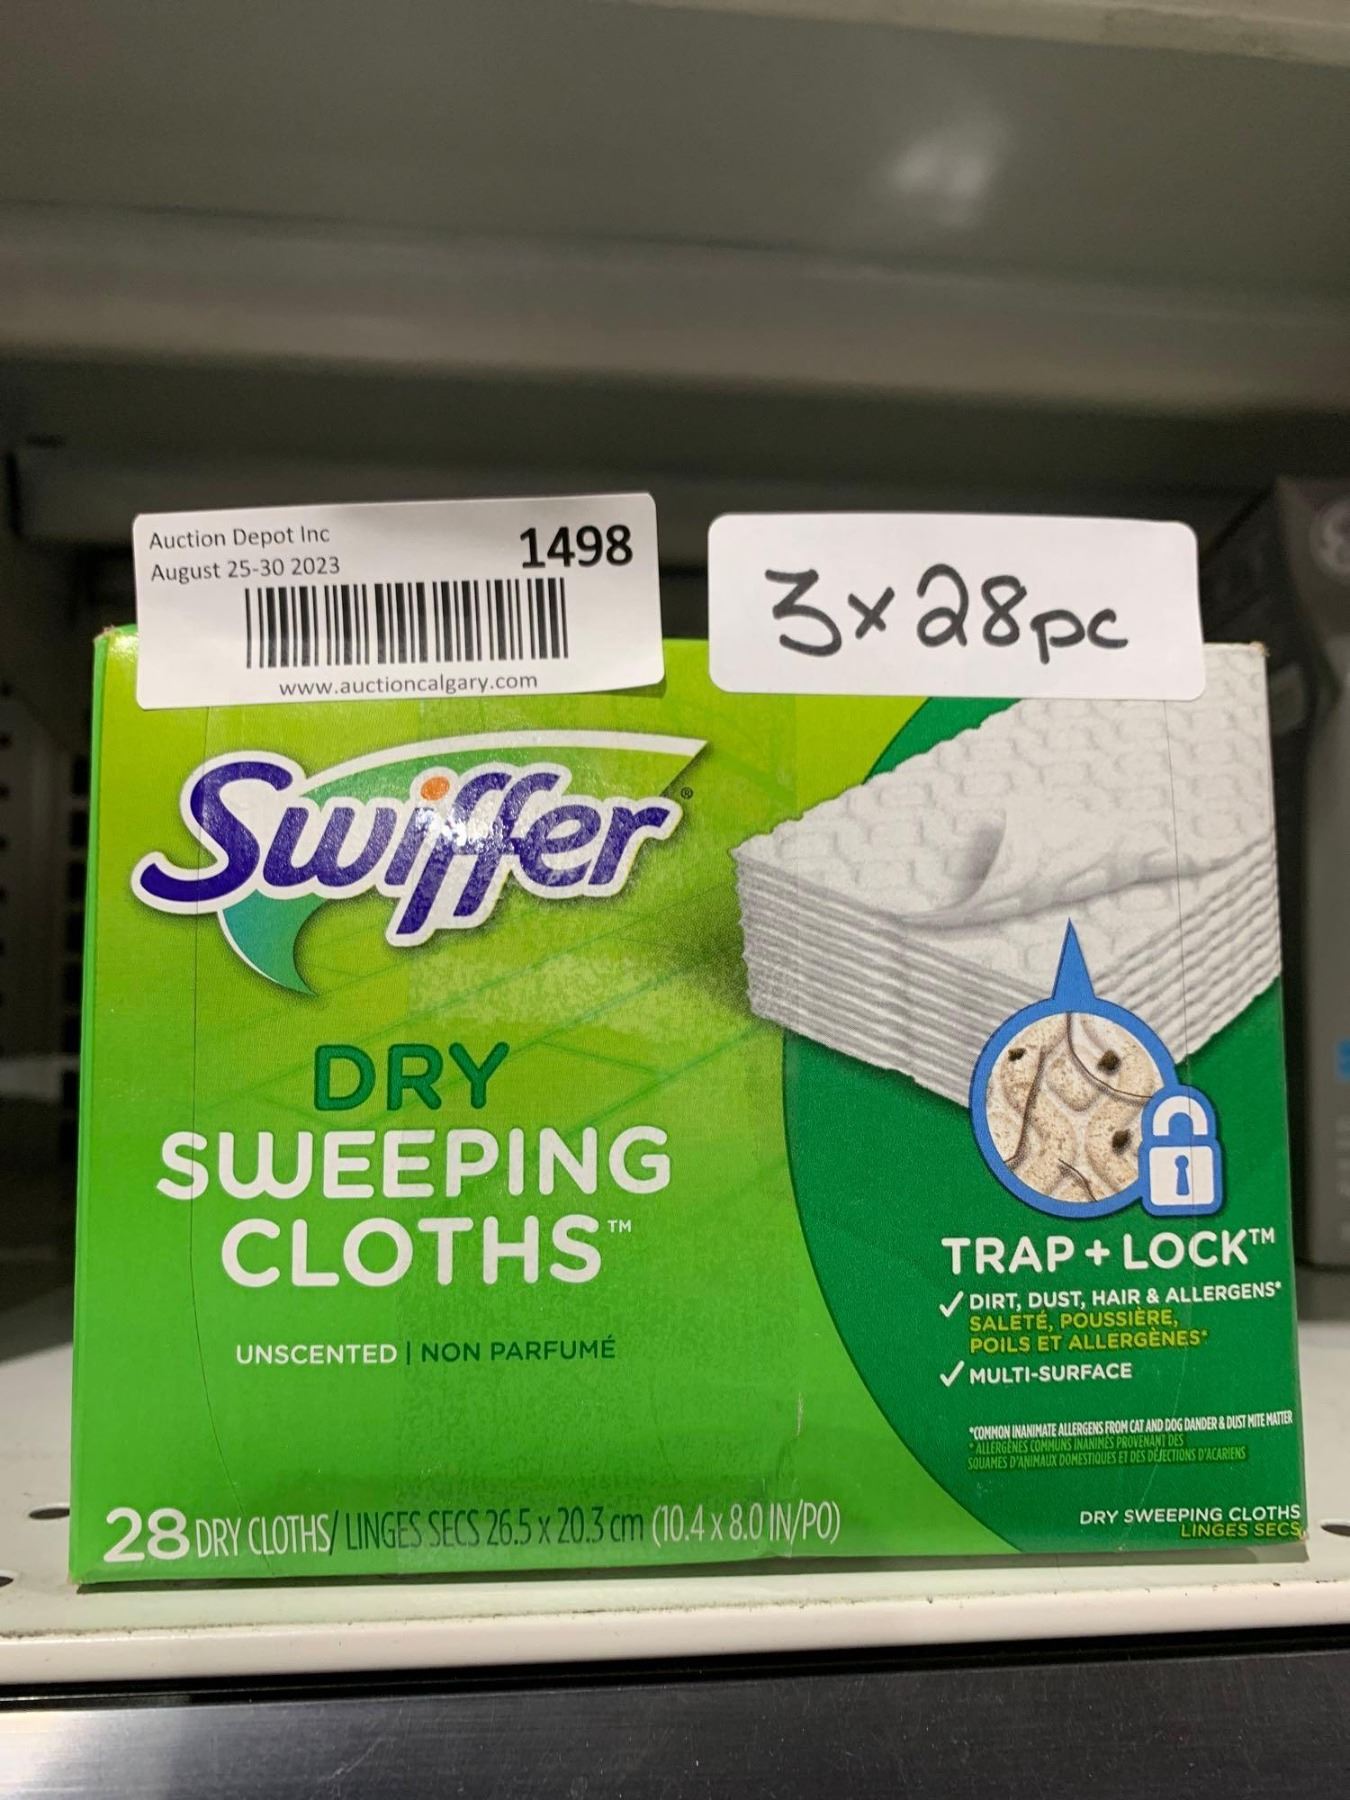 Auction Depot Inc
August 25-30 2023
1498
www.auctioncalgary.com
3x28pc
Swiffer®
DRY
SWEEPING
CLOTHS™
UNSCENTED | NON PARFUMÉ
TRAP + LOCK™
✓ DIRT, DUST, HAIR & ALLERGENS*
SALETÉ, POUSSIÈRE,
POILS ET ALLERGÈNES*
✓ MULTI-SURFACE
*COMMON INANIMATE ALLERGENS FROM CAT AND DOG DANDER & DUST MITE MATTER
* ALLERGÈNES COMMUNS INANIMÉS PROVENANT DES
SQUAMES D'ANIMAUX DOMESTIQUES ET DES DÉJECTIONS D'ACARIENS
28 DRY CLOTHS/ LINGES SECS 26.5 x 20.3 cm (10.4 x 8.0 IN/PO)
DRY SWEEPING CLOTHS
LINGES SECS